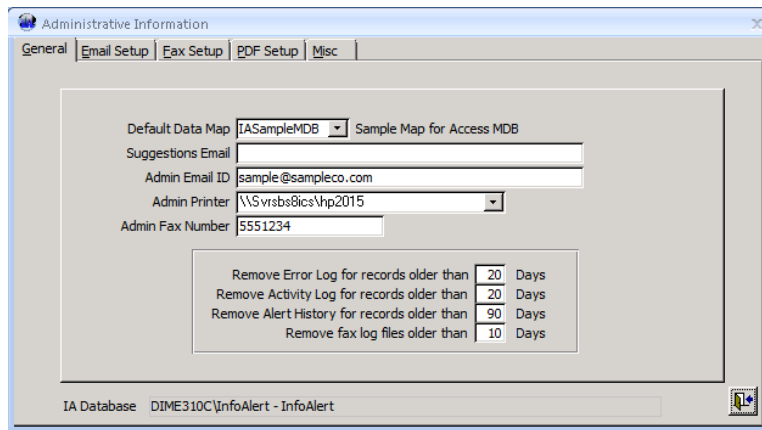 Administrative Information
General Email Setup Fax Setup PDF Setup Misc
Default Data Map IASampleMDB Sample Map for Access MDB
Suggestions Email
Admin Email ID sample@sampleco.com
Admin Printer \\Svrsbs8ics\hp2015
Admin Fax Number 5551234
Remove Error Log for records older than 20 Days
Remove Activity Log for records older than 20 Days
Remove Alert History for records older than 90 Days
Remove fax log files older than 10 Days
IA Database DIME310C\InfoAlert - InfoAlert